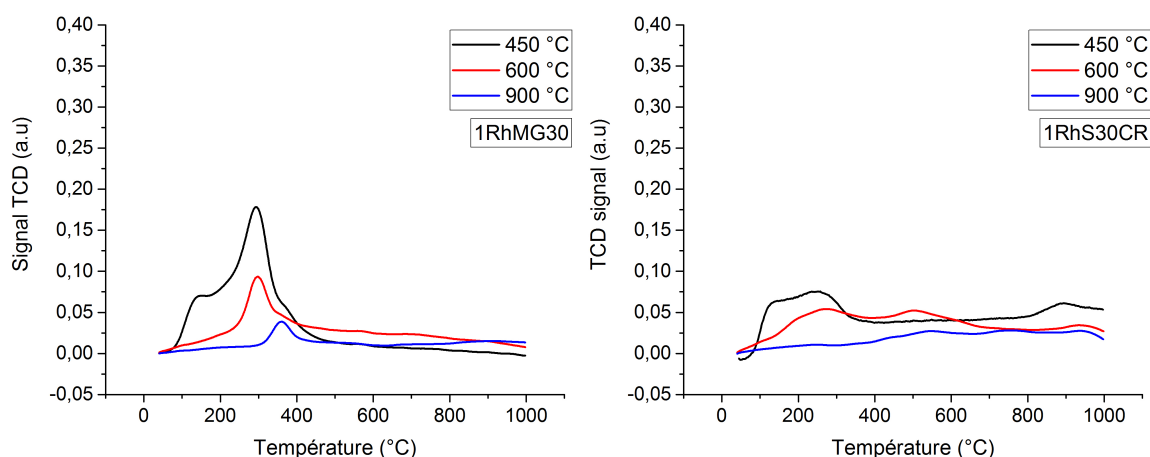 0,40
0,35
0,30
0,25
0,20
0,15
0,10
0,05
0,00
-0,05
Signal TCD (a.u)
450 °C
600 °C
900 °C
1RhMG30
0 200 400 600 800 1000
Température (°C)
0,40
0,35
0,30
0,25
0,20
0,15
0,10
0,05
0,00
-0,05
TCD signal (a.u)
450 °C
600 °C
900 °C
1RhS30CR
0 200 400 600 800 1000
Température (°C)